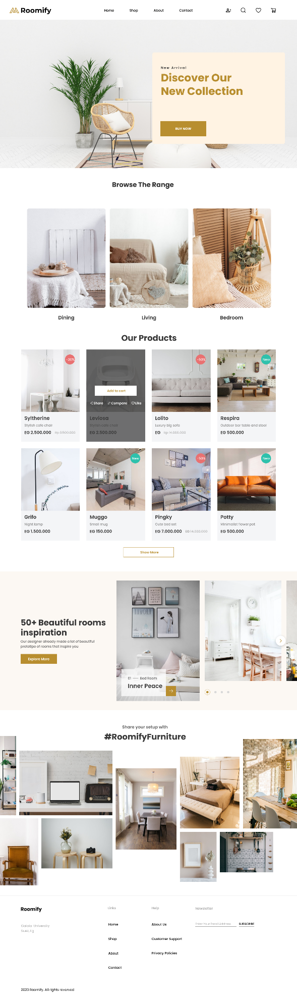 Roomify
Home
Shop
About
Contact
New Arrival
Discover Our
New Collection
BUY NOW
Browse The Range
Dining
Living
Bedroom
Our Products
-30%
Syltherine
Stylish cafe chair
EG 2.500.000 Rp 3.500.000
Add to cart
Share
Compare
Like
Leviosa
Stylish cafe chair
EG 2.500.000
-50%
Lolito
Luxury big sofa
EG Rp 14.000.000
New
Respira
Outdoor bar table and stool
EG 500.000
Grifo
Night lamp
EG 1.500.000
New
Muggo
Small mug
EG 150.000
-50%
Pingky
Cute bed set
EG 7.000.000 EG 14.000.000
New
Potty
Minimalist flower pot
EG 500.000
Show More
50+ Beautiful rooms
inspiration
Our designer already made a lot of beautiful
prototipe of rooms that inspire you
Explore More
TIVOLI
01 Bed Room
Inner Peace
Share your setup with
#RoomifyFurniture
Roomify
Galala University
Suez, Eg
Links
Home
Shop
About
Contact
Help
About Us
Customer Support
Privacy Policies
Newsletter
Enter Your Email Address
SUBSCRIBE
2023 Roomify. All rights reverved